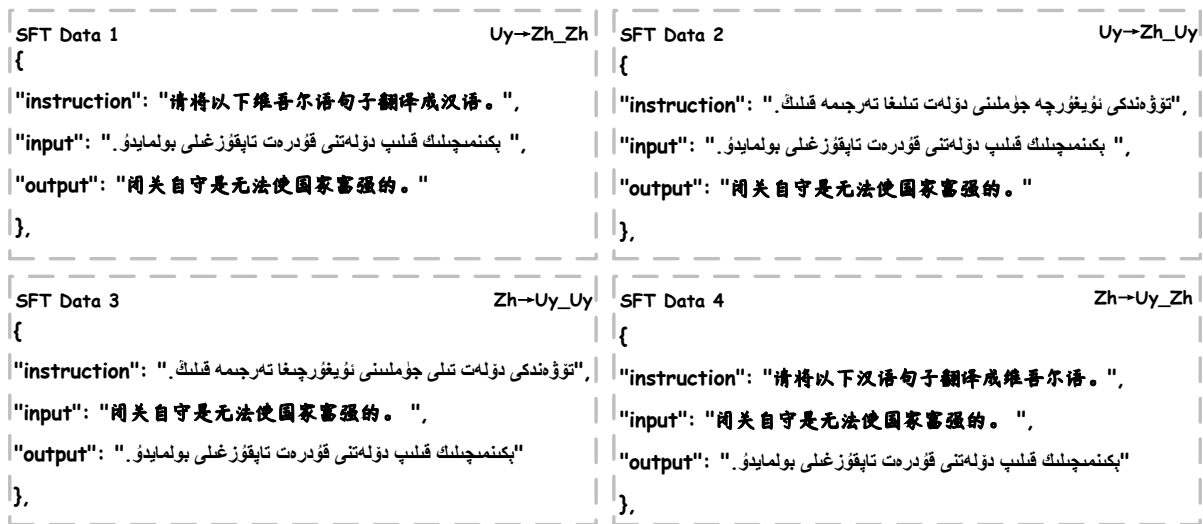 SFT Data 1 Uy→Zh_Zh
{
"instruction": "请将以下维吾尔语句子翻译成汉语。",
"input": "بېكىنمىچىلىك قىلىپ دۆلەتنى قۇدرەت تاپقۇزغىلى بولمايدۇ. ",
"output": "闭关自守是无法使国家富强的。"
},
SFT Data 2 Uy→Zh_Uy
{
"instruction": "تۆۋەندىكى ئۇيغۇرچە جۈملىنى دۆلەت تىلىغا تەرجىمە قىلىڭ.",
"input": "بېكىنمىچىلىك قىلىپ دۆلەتنى قۇدرەت تاپقۇزغىلى بولمايدۇ. ",
"output": "闭关自守是无法使国家富强的。"
},
SFT Data 3 Zh→Uy_Uy
{
"instruction": "تۆۋەندىكى دۆلەت تىلى جۈملىسىنى ئۇيغۇرچىغا تەرجىمە قىلىڭ.",
"input": "闭关自守是无法使国家富强的。 ",
"output": "بېكىنمىچىلىك قىلىپ دۆلەتنى قۇدرەت تاپقۇزغىلى بولمايدۇ."
},
SFT Data 4 Zh→Uy_Zh
{
"instruction": "请将以下汉语句子翻译成维吾尔语。",
"input": "闭关自守是无法使国家富强的。 ",
"output": "بېكىنمىچىلىك قىلىپ دۆلەتنى قۇدرەت تاپقۇزغىلى بولمايدۇ."
},